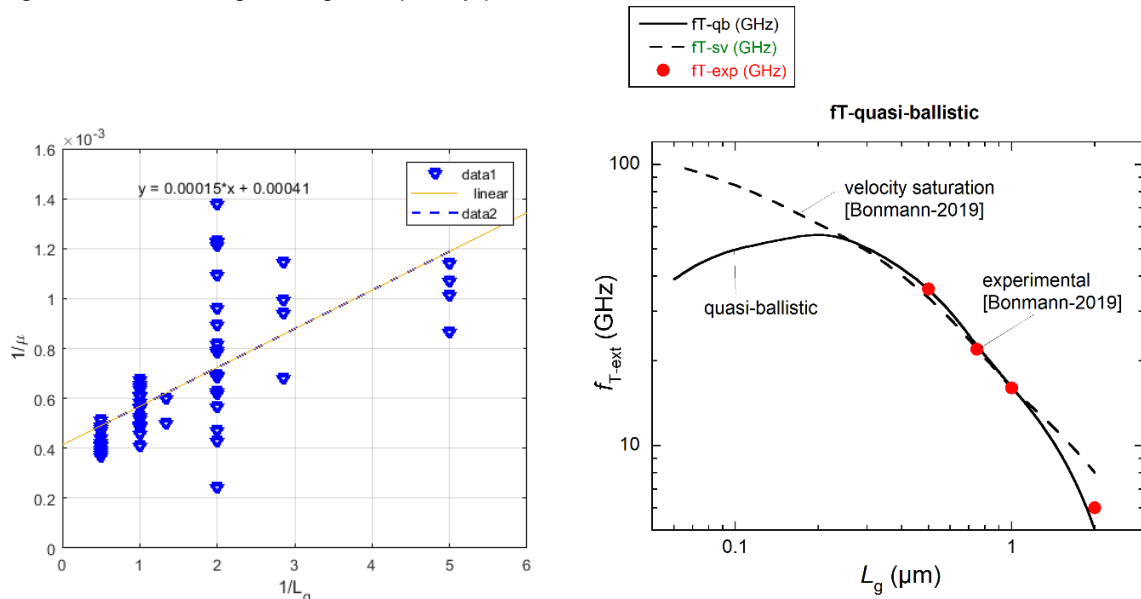 fT-qb (GHz)
fT-sv (GHz)
fT-exp (GHz)
×10⁻³
1.6
1.4
1.2
1
0.8
0.6
0.4
0.2
0
0
1
2
3
4
5
6
1/μ
1/L_g
y = 0.00015*x + 0.00041
data1
linear
data2
fT-quasi-ballistic
100
10
f_T-ext (GHz)
velocity saturation
[Bonmann-2019]
quasi-ballistic
experimental
[Bonmann-2019]
0.1
1
L_g (μm)